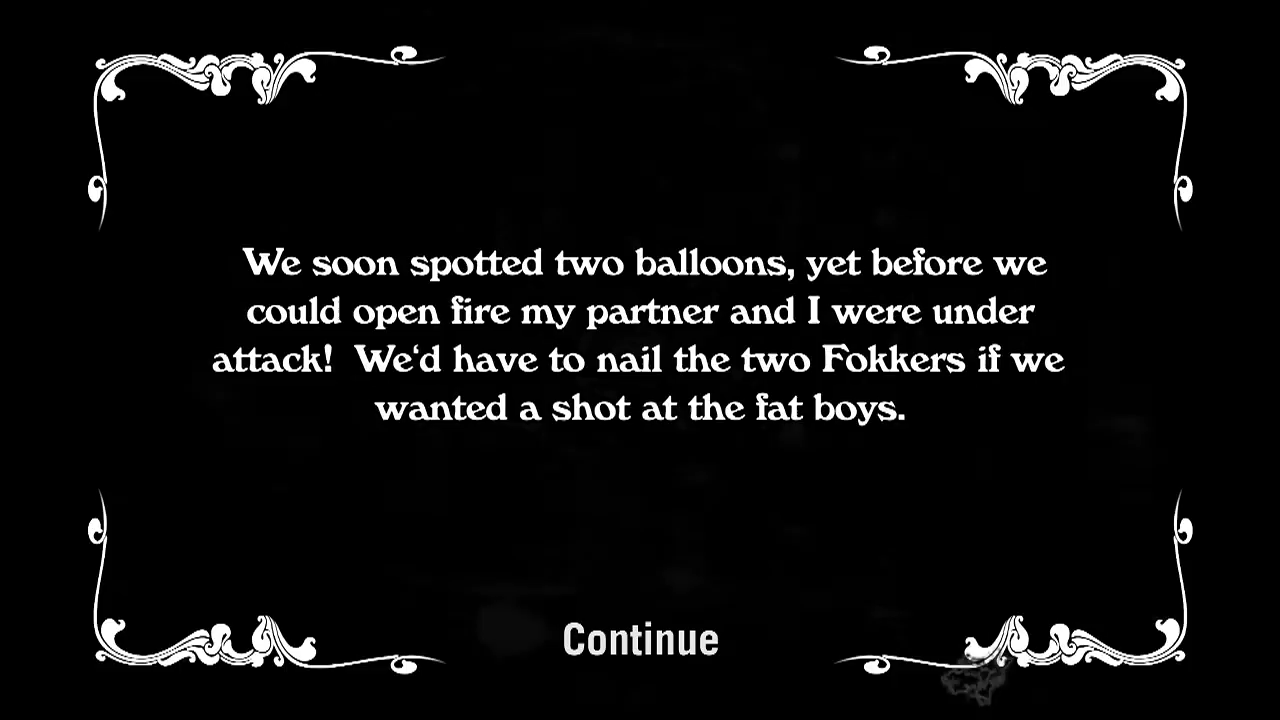 We soon spotted two balloons, yet before we
could open fire my partner and I were under
attack!  We‘d have to nail the two Fokkers if we
wanted a shot at the fat boys.
Continue